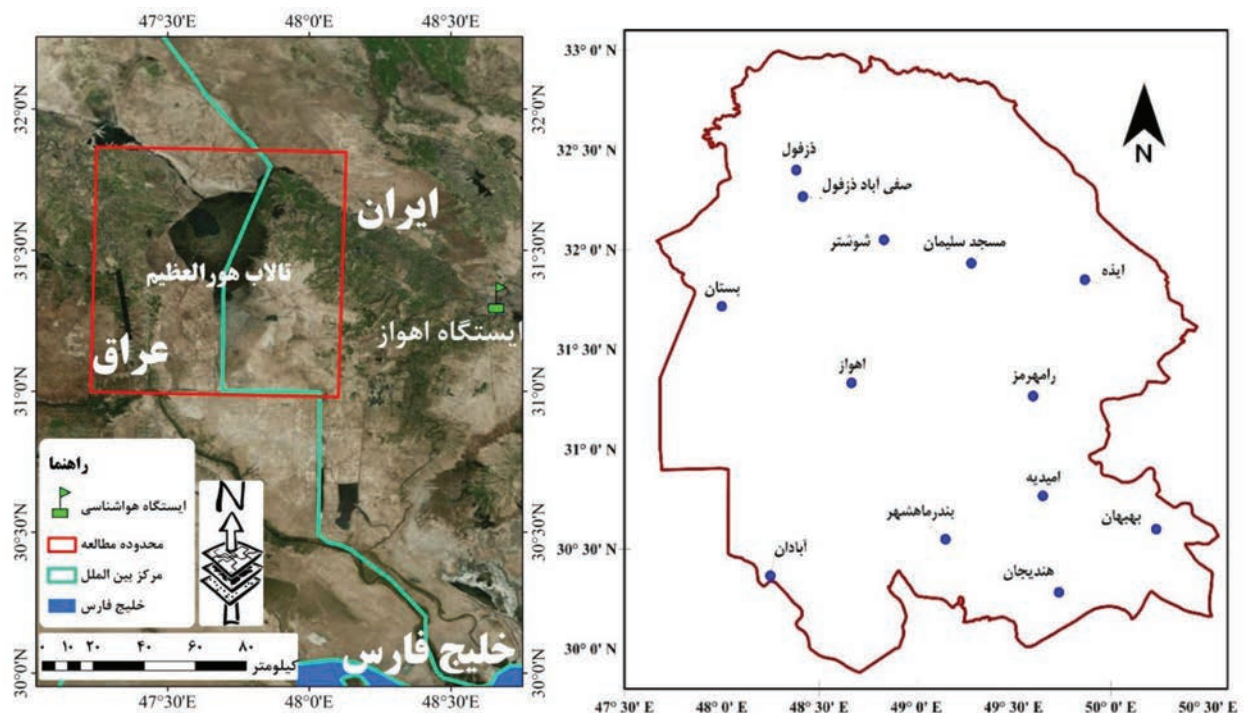 47°30'E 48°0'E 48°30'E
32°0'N
31°30'N
31°0'N
30°30'N
30°0'N
ایران
تالاب هورالعظیم
ایستگاه اهواز
عراق
راهنما
ایستگاه هواشناسی
محدوده مطالعه
مرکز بین الملل
خلیج فارس
N
۰ ۱۰ ۲۰ ۴۰ ۶۰ ۸۰
کیلومتر
خلیج فارس
32°0'N
31°30'N
31°0'N
30°30'N
30°0'N
47°30'E 48°0'E 48°30'E
33° 0' N
32° 30' N
32° 0' N
31° 30' N
31° 0' N
30° 30' N
30° 0' N
N
دزفول
صفی آباد دزفول
شوشتر
مسجد سلیمان
ایذه
بستان
اهواز
رامهرمز
امیدیه
بهبهان
بندرماهشهر
آبادان
هندیجان
47° 30' E 48° 0' E 48° 30' E 49° 0' E 49° 30' E 50° 0' E 50° 30' E